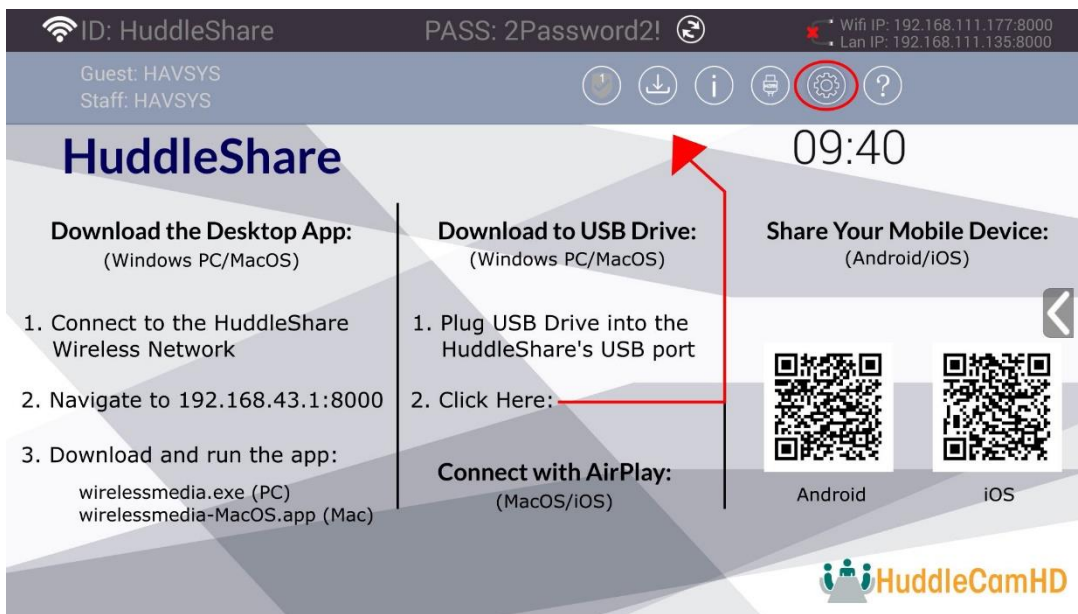 ID: HuddleShare
PASS: 2Password2!
Wifi IP: 192.168.111.177:8000
Lan IP: 192.168.111.135:8000
Guest: HAVSYS
Staff: HAVSYS
1
i
?
HuddleShare
09:40
Download the Desktop App:
(Windows PC/MacOS)
1. Connect to the HuddleShare
Wireless Network
2. Navigate to 192.168.43.1:8000
3. Download and run the app:
wirelessmedia.exe (PC)
wirelessmedia-MacOS.app (Mac)
Download to USB Drive:
(Windows PC/MacOS)
1. Plug USB Drive into the
HuddleShare's USB port
2. Click Here:
Connect with AirPlay:
(MacOS/iOS)
Share Your Mobile Device:
(Android/iOS)
Android
iOS
HuddleCamHD